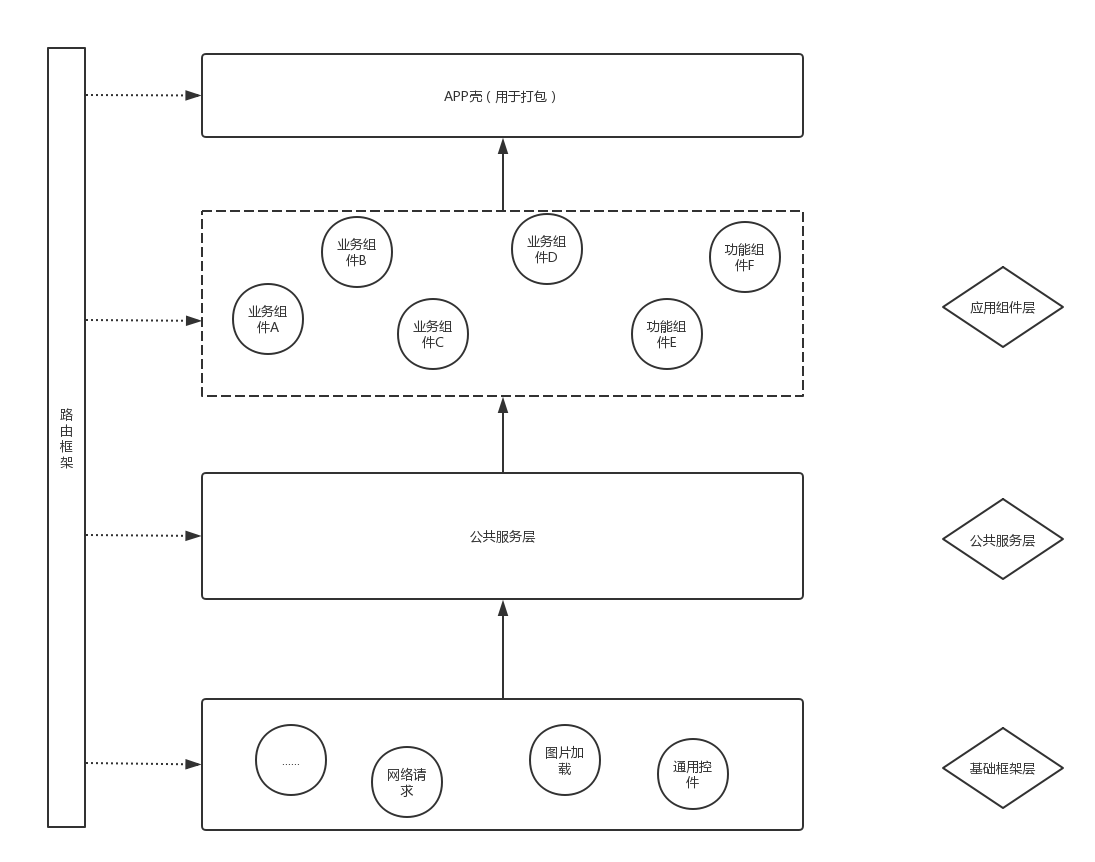 APP壳（用于打包）
业务组
件B
业务组
件D
功能组
件F
业务组
件A
业务组
件C
功能组
件E
应用组件层
路
由
框
架
公共服务层
公共服务层
......
网络请
求
图片加
载
通用控
件
基础框架层